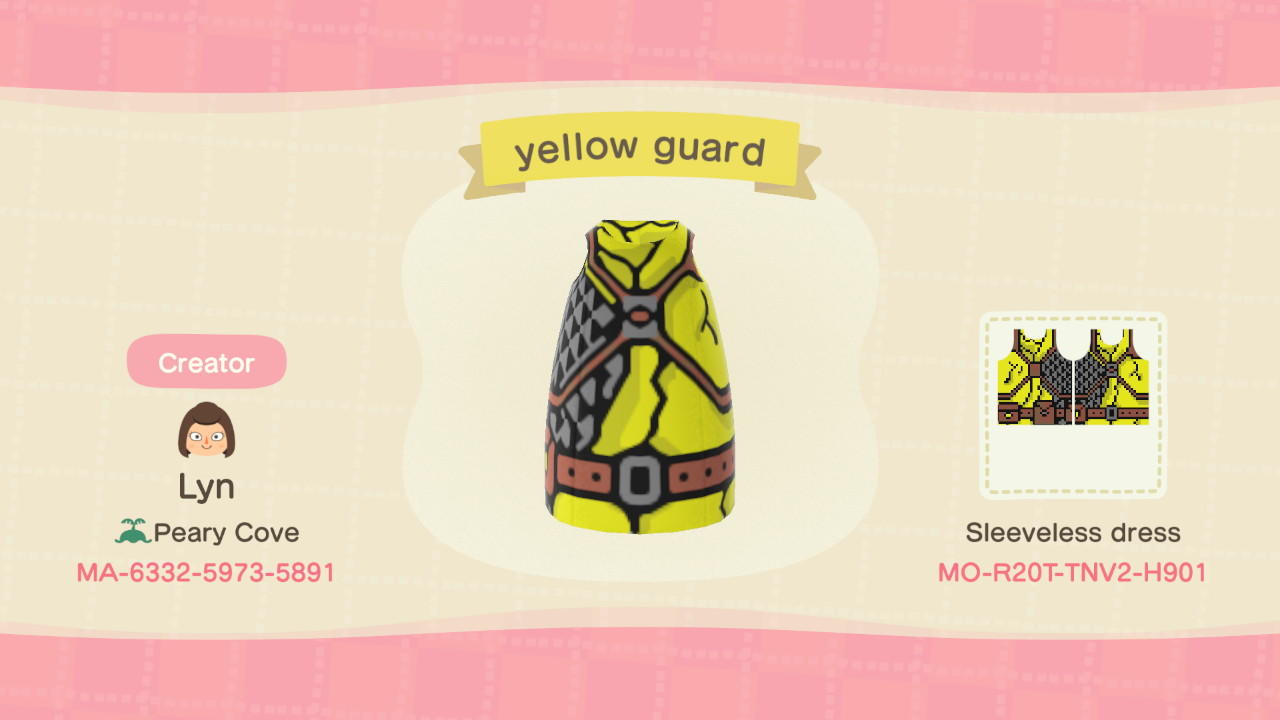 yellow guard
Creator
Lyn
Peary Cove
MA-6332-5973-5891
Sleeveless dress
MO-R20T-TNV2-H901